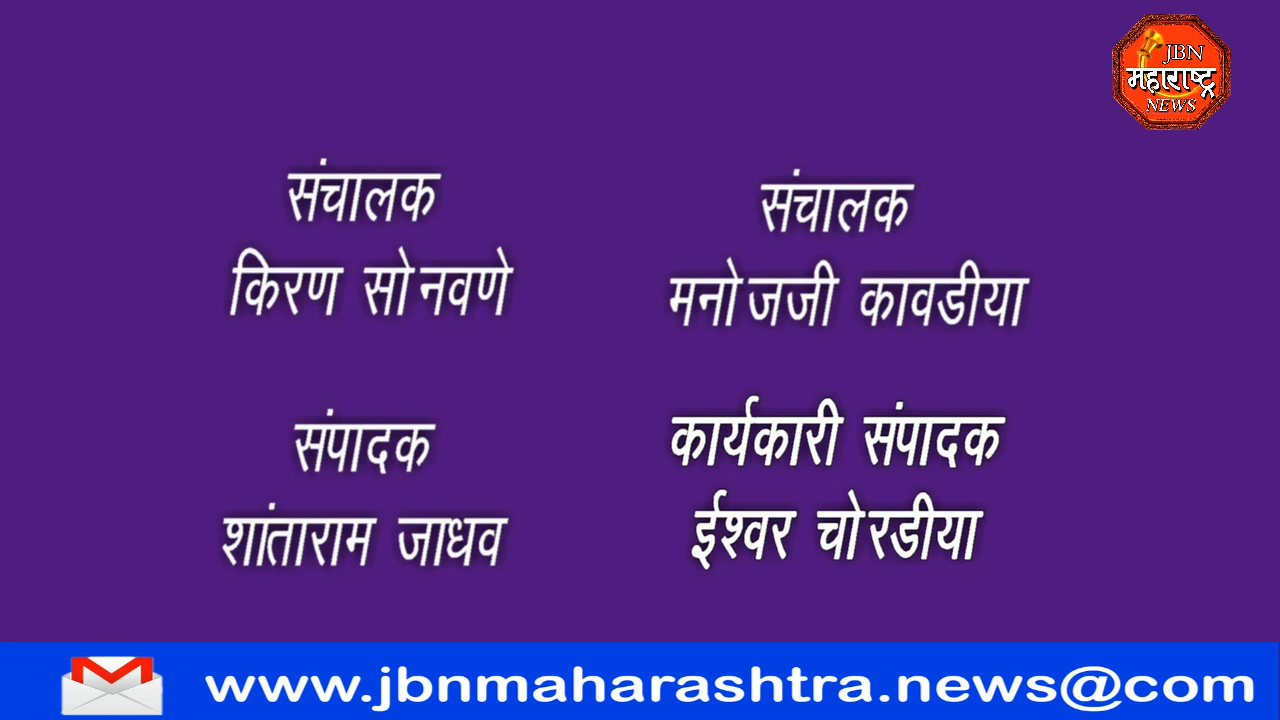 JBN
महाराष्ट्र
NEWS
संचालक
किरण सोनवणे
संचालक
मनोजजी कावडीया
संपादक
शांताराम जाधव
कार्यकारी संपादक
ईश्वर चोरडीया
www.jbnmaharashtra.news@com